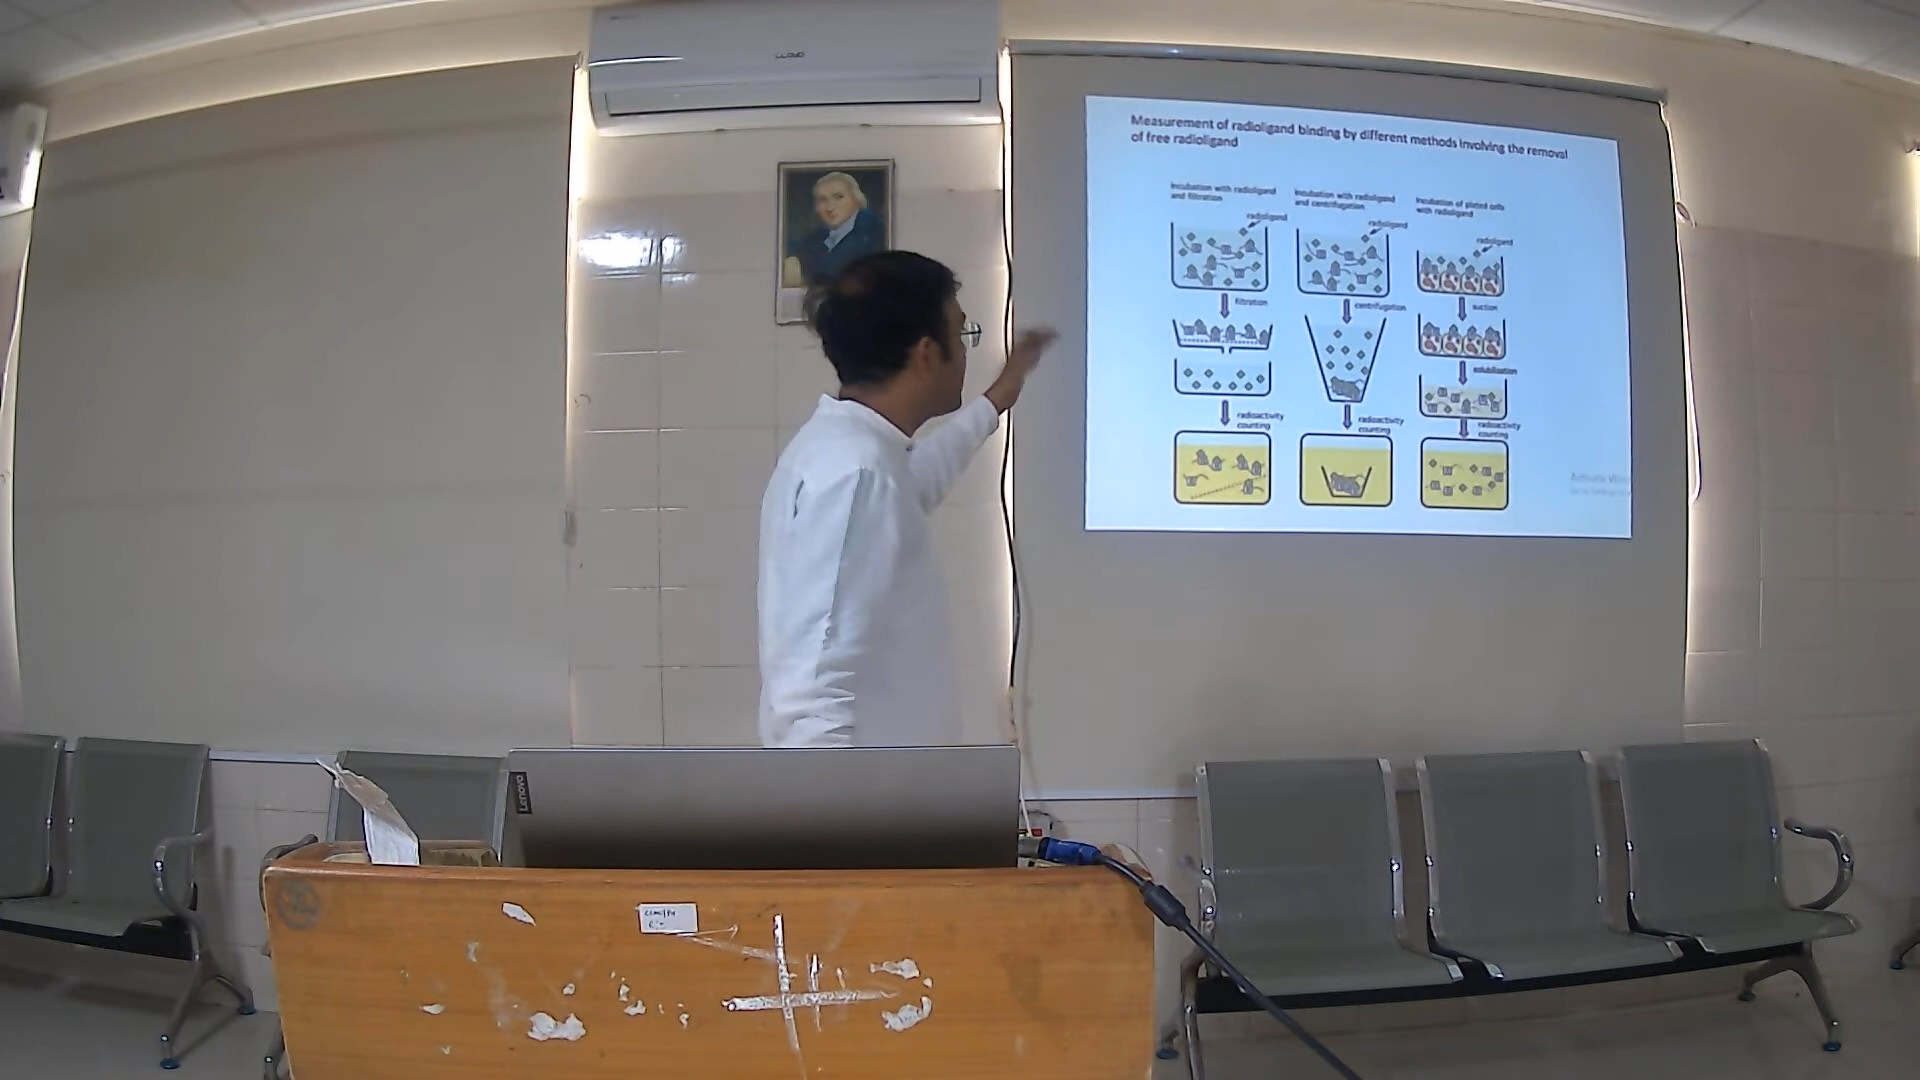 LLOYD
Measurement of radioligand binding by different methods involving the removal
of free radioligand
Incubation with radioligand
and filtration
Incubation with radioligand
and centrifugation
Incubation of plated cells
with radioligand
radioligand
radioligand
radioligand
filtration
centrifugation
suction
solubilization
radioactivity
counting
radioactivity
counting
radioactivity
counting
Lenovo